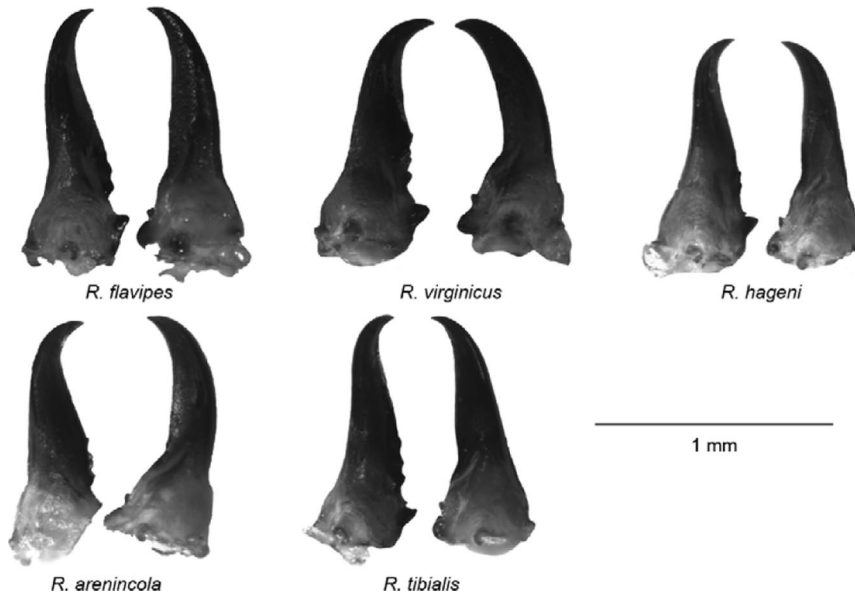 R. flavipes
R. virginicus
R. hageni
R. arenincola
R. tibialis
1 mm